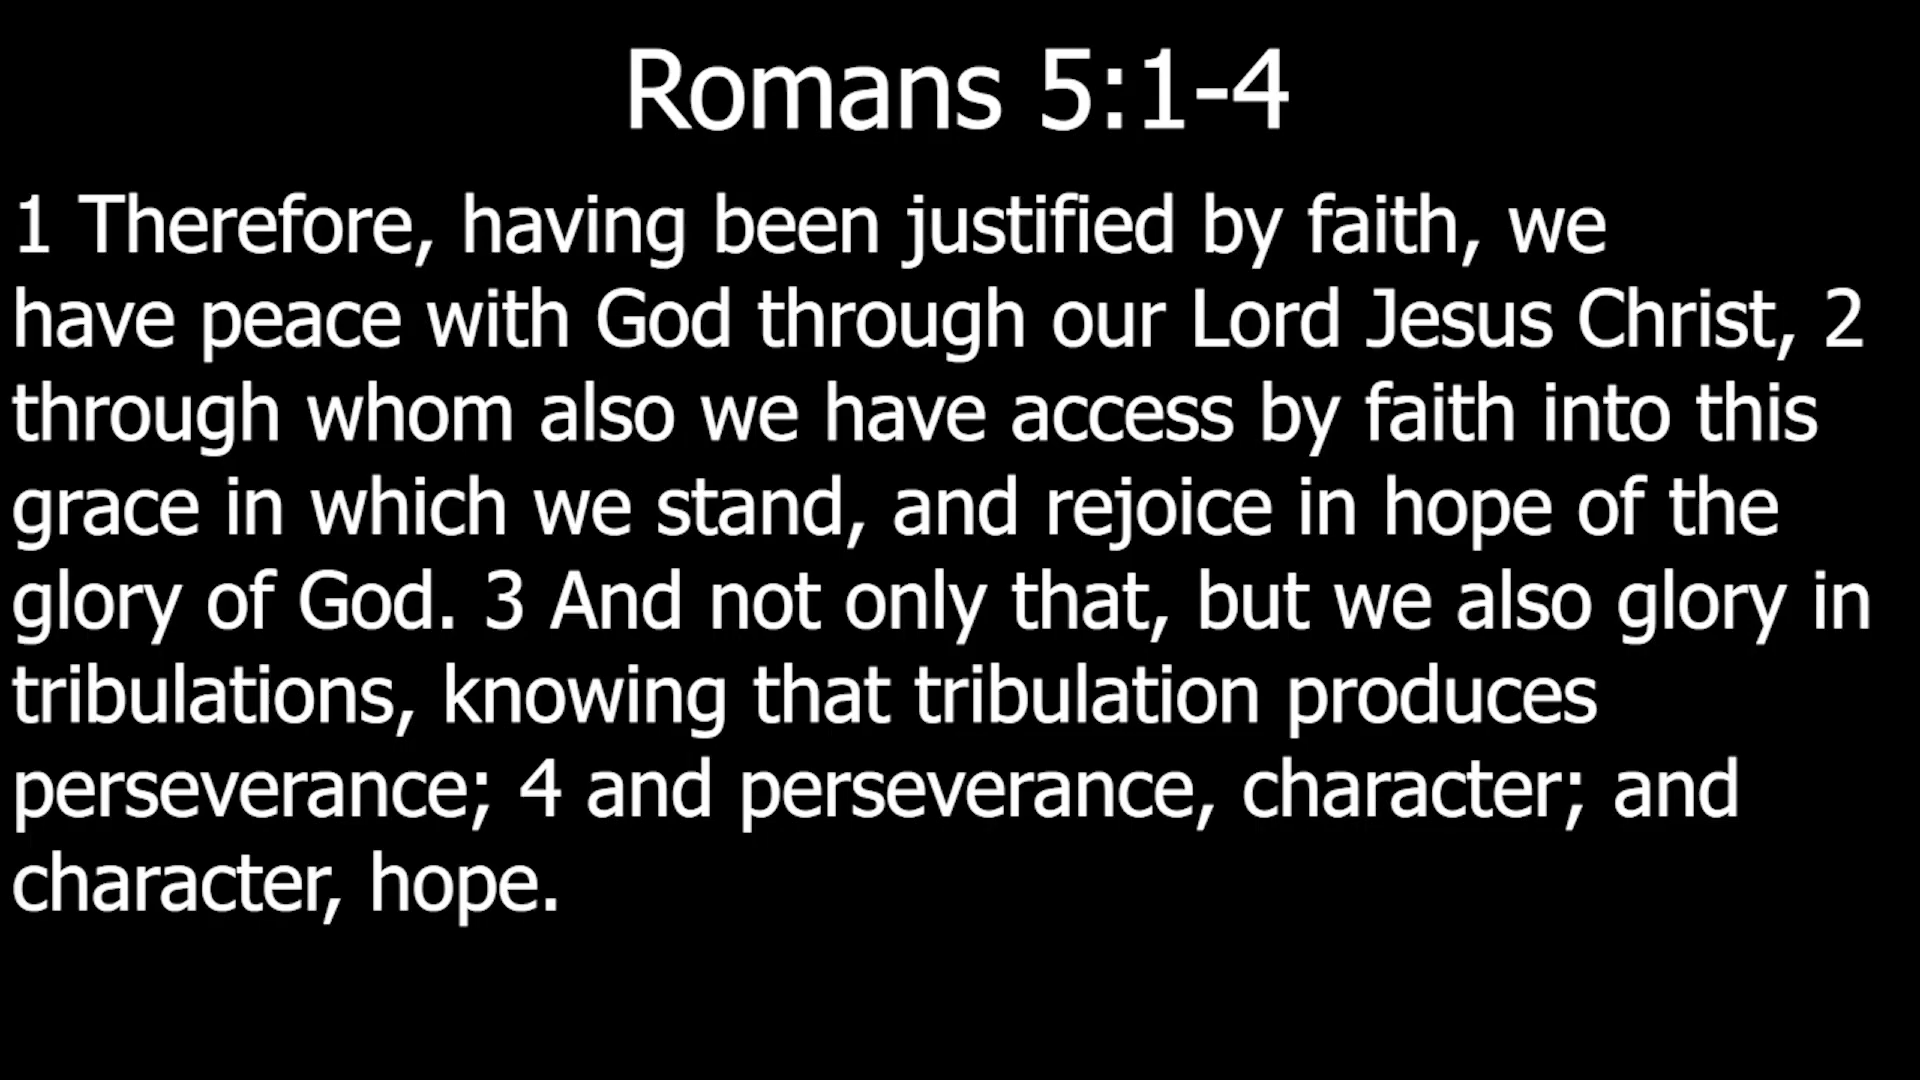 Romans 5:1-4
1 Therefore, having been justified by faith, we
have peace with God through our Lord Jesus Christ, 2
through whom also we have access by faith into this
grace in which we stand, and rejoice in hope of the
glory of God. 3 And not only that, but we also glory in
tribulations, knowing that tribulation produces
perseverance; 4 and perseverance, character; and
character, hope.